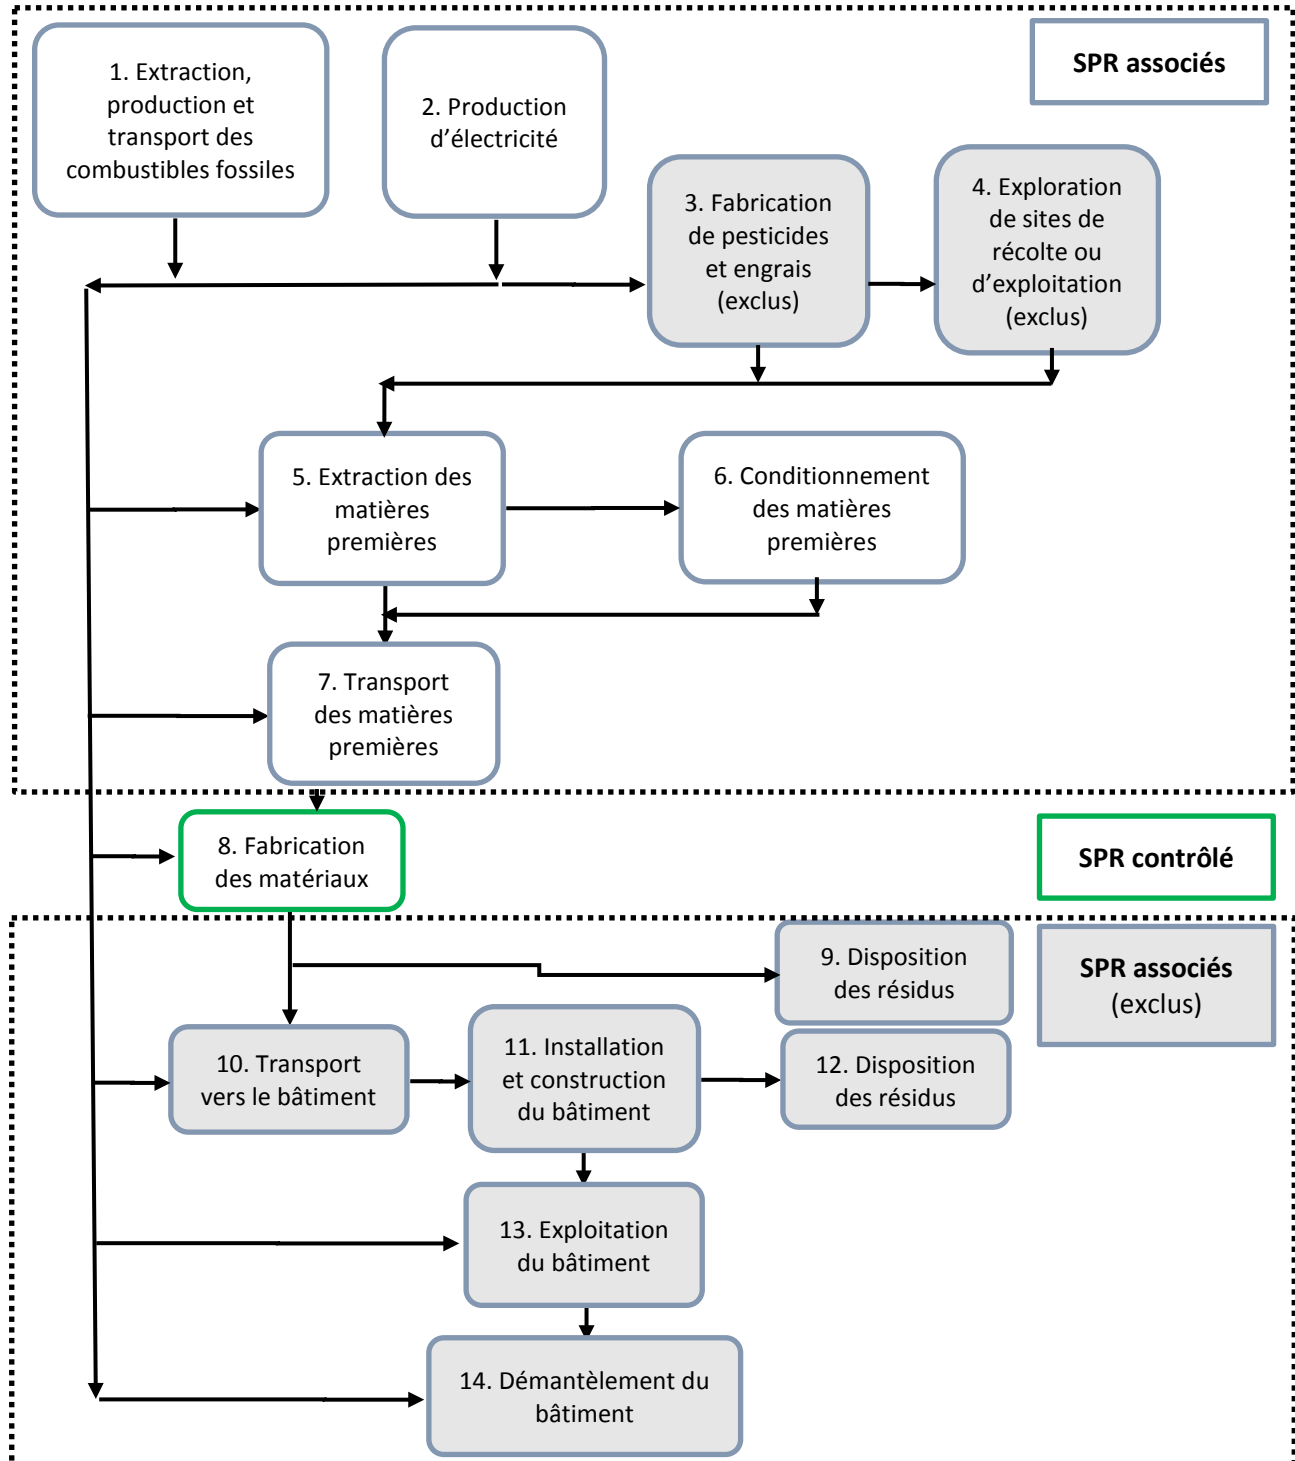 1. Extraction,
production et
transport des
combustibles fossiles
2. Production
d’électricité
SPR associés
3. Fabrication
de pesticides
et engrais
(exclus)
4. Exploration
de sites de
récolte ou
d’exploitation
(exclus)
5. Extraction des
matières
premières
6. Conditionnement
des matières
premières
7. Transport
des matières
premières
8. Fabrication
des matériaux
SPR contrôlé
9. Disposition
des résidus
SPR associés
(exclus)
10. Transport
vers le bâtiment
11. Installation
et construction
du bâtiment
12. Disposition
des résidus
13. Exploitation
du bâtiment
14. Démantèlement du
bâtiment